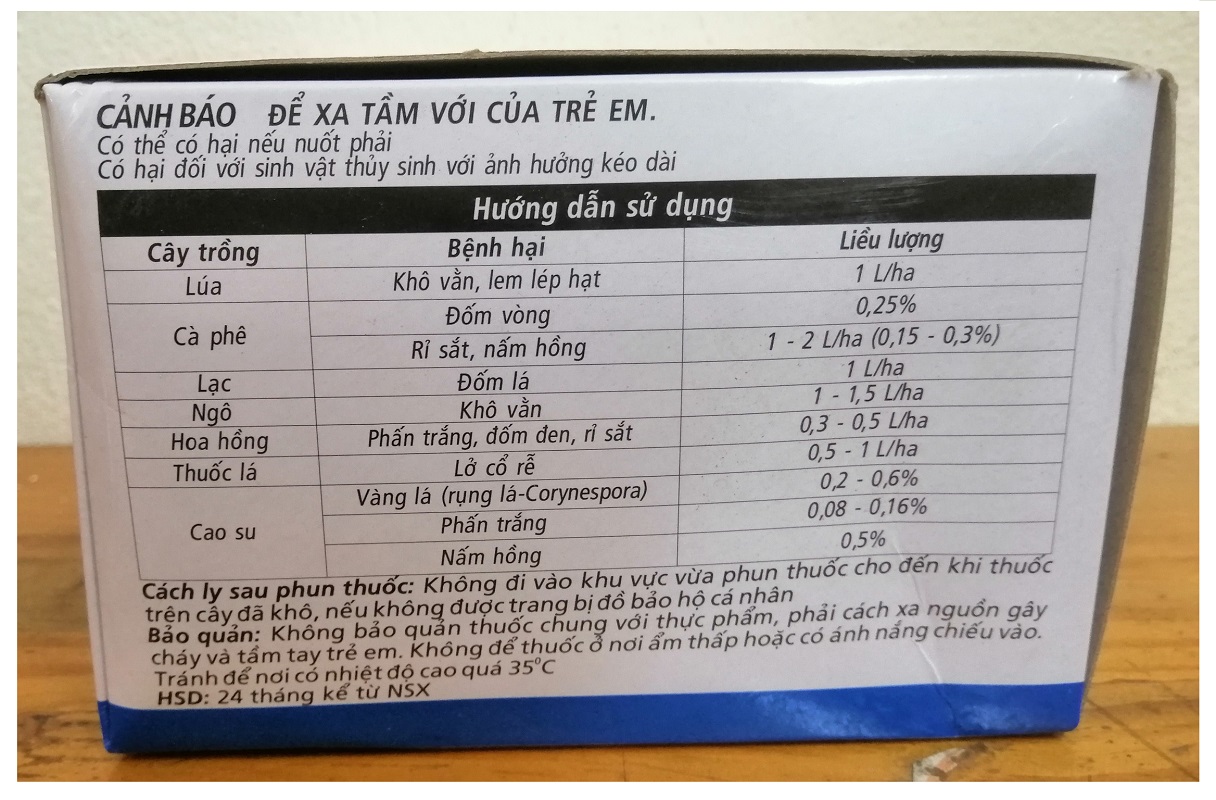 CẢNH BÁO ĐỂ XA TẦM VỚI CỦA TRẺ EM.
Có thể có hại nếu nuốt phải
Có hại đối với sinh vật thủy sinh với ảnh hưởng kéo dài
Hướng dẫn sử dụng
Cây trồng Bệnh hại Liều lượng
Lúa Khô vằn, lem lép hạt 1 L/ha
Cà phê Đốm vòng 0,25%
Rỉ sắt, nấm hồng 1 - 2 L/ha (0,15 - 0,3%)
Lạc Đốm lá 1 L/ha
Ngô Khô vằn 1 - 1,5 L/ha
Hoa hồng Phấn trắng, đốm đen, rỉ sắt 0,3 - 0,5 L/ha
Thuốc lá Lở cổ rễ 0,5 - 1 L/ha
Cao su Vàng lá (rụng lá-Corynespora) 0,2 - 0,6%
Phấn trắng 0,08 - 0,16%
Nấm hồng 0,5%
Cách ly sau phun thuốc: Không đi vào khu vực vừa phun thuốc cho đến khi thuốc
trên cây đã khô, nếu không được trang bị đồ bảo hộ cá nhân
Bảo quản: Không bảo quản thuốc chung với thực phẩm, phải cách xa nguồn gây
cháy và tầm tay trẻ em. Không để thuốc ở nơi ẩm thấp hoặc có ánh nắng chiếu vào.
Tránh để nơi có nhiệt độ cao quá 35°C
HSD: 24 tháng kể từ NSX